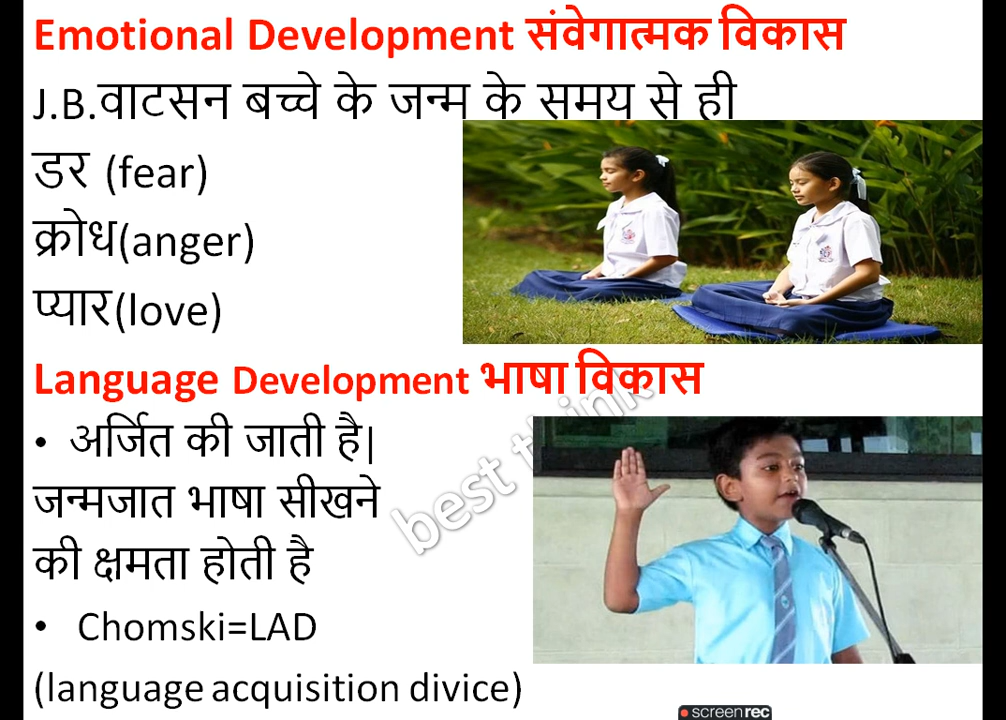 Emotional Development संवेगात्मक विकास
J.B.वाटसन बच्चे के जन्म के समय से ही
डर (fear)
क्रोध(anger)
प्यार(love)
Language Development भाषा विकास
• अर्जित की जाती है|
जन्मजात भाषा सीखने
की क्षमता होती है
• Chomski=LAD
(language acquisition divice)
best think
screenrec